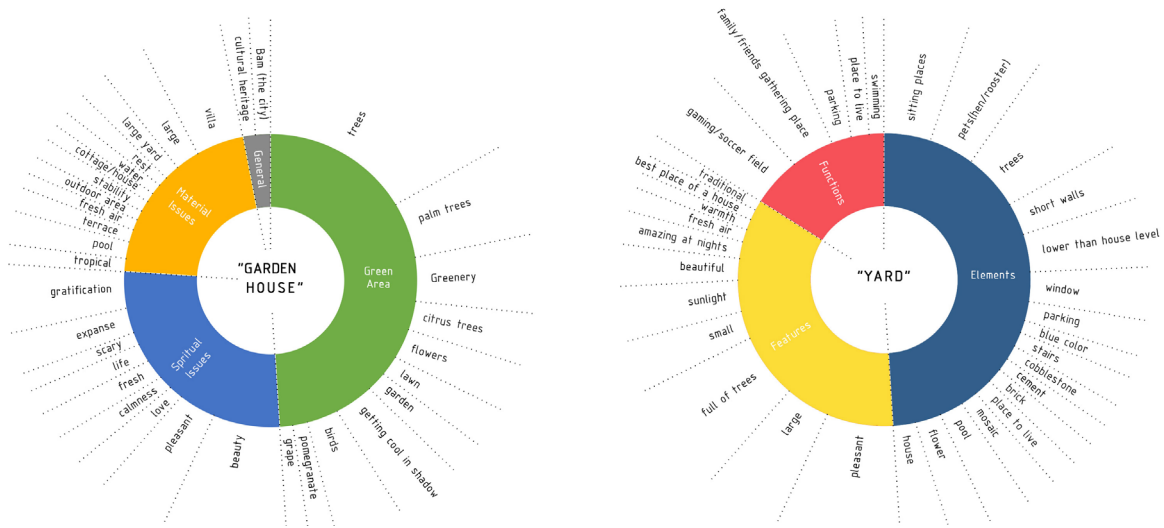 "GARDEN
HOUSE"
General
Bam (the city)
cultural heritage
Green
Area
trees
palm trees
Greenery
citrus trees
flowers
lawn
garden
getting cool in shadow
birds
pomegranate
grape
Spritual
Issues
beauty
pleasant
love
calmness
fresh
life
scary
expanse
gratification
Material
Issues
tropical
pool
terrace
fresh air
outdoor area
stability
cottage/house
water
rest
large yard
large
villa
"YARD"
Elements
sitting places
pets(hen/rooster)
trees
short walls
lower than house level
window
parking
blue color
stairs
cobblestone
cement
brick
place to live
mosaic
pool
flower
house
Features
pleasant
large
full of trees
small
sunlight
beautiful
amazing at nights
fresh air
warmth
best place of a house
traditional
Functions
gaming/soccer field
family/friends gathering place
parking
place to live
swimming